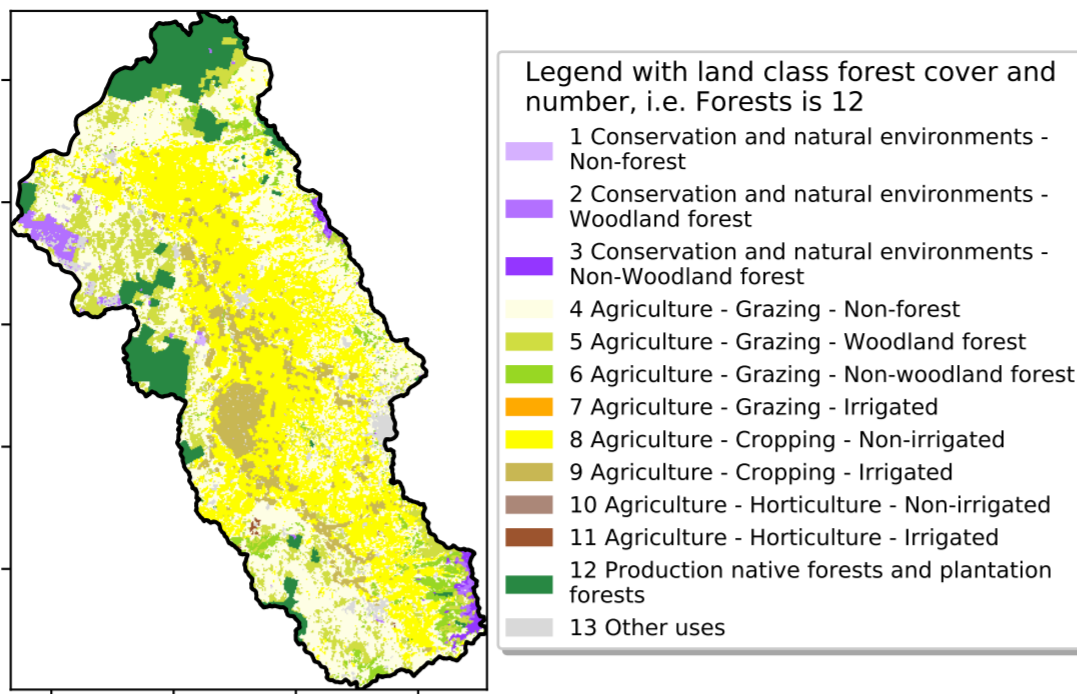 Legend with land class forest cover and
number, i.e. Forests is 12
1 Conservation and natural environments -
Non-forest
2 Conservation and natural environments -
Woodland forest
3 Conservation and natural environments -
Non-Woodland forest
4 Agriculture - Grazing - Non-forest
5 Agriculture - Grazing - Woodland forest
6 Agriculture - Grazing - Non-woodland forest
7 Agriculture - Grazing - Irrigated
8 Agriculture - Cropping - Non-irrigated
9 Agriculture - Cropping - Irrigated
10 Agriculture - Horticulture - Non-irrigated
11 Agriculture - Horticulture - Irrigated
12 Production native forests and plantation
forests
13 Other uses